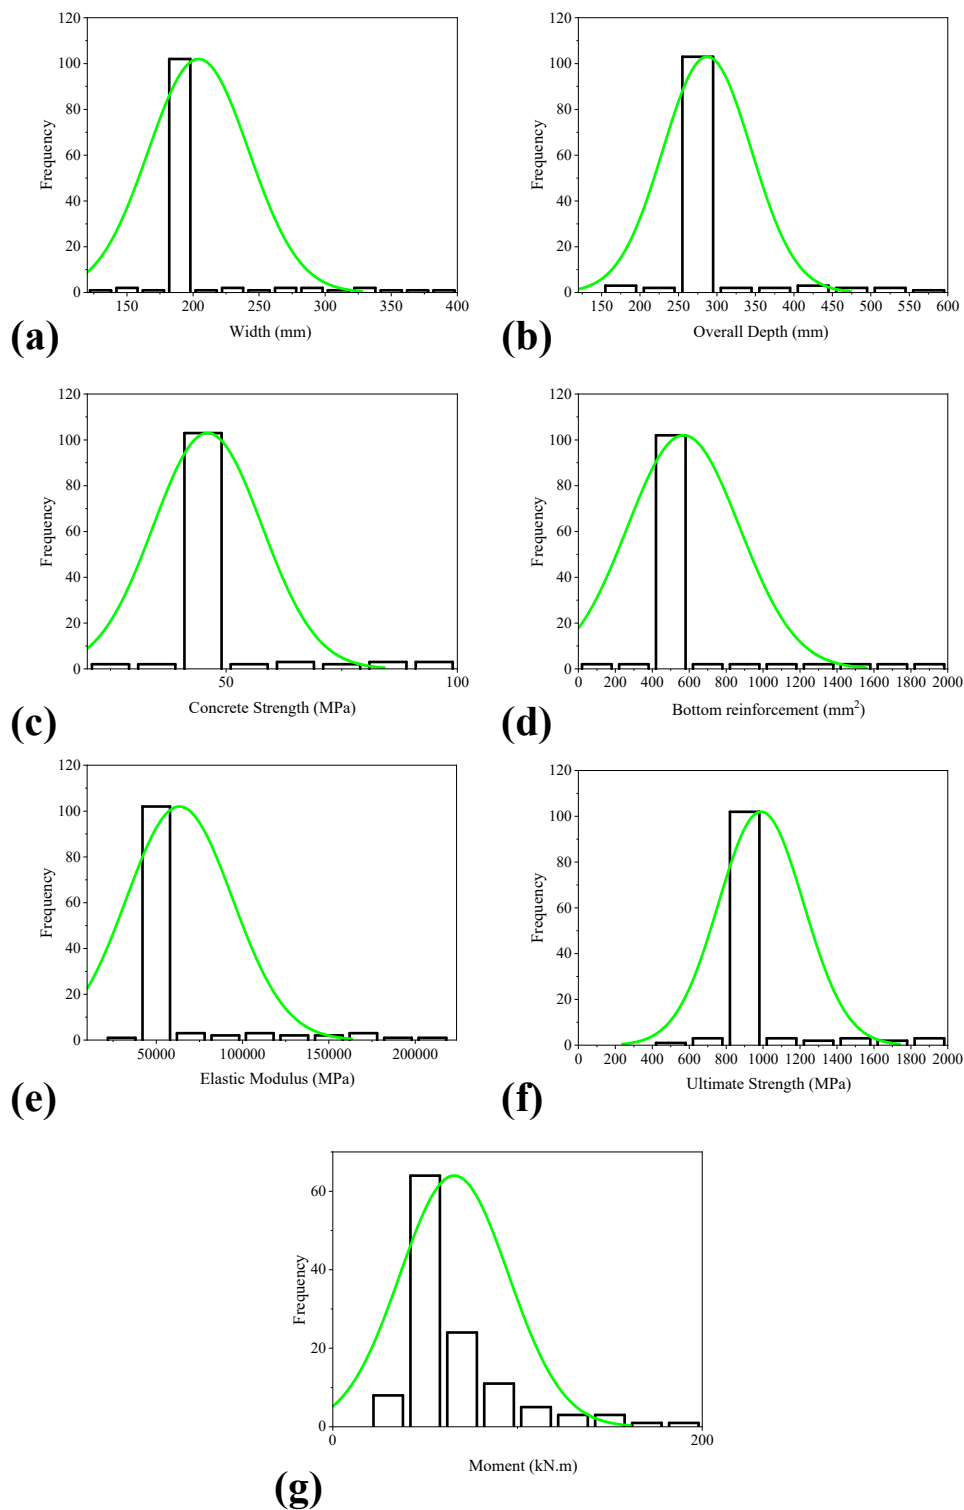 120
100
80
60
40
20
0
Frequency
150 200 250 300 350 400
Width (mm)
(a)
120
100
80
60
40
20
0
Frequency
150 200 250 300 350 400 450 500 550 600
Overall Depth (mm)
(b)
120
100
80
60
40
20
0
Frequency
50 100
Concrete Strength (MPa)
(c)
120
100
80
60
40
20
0
Frequency
0 200 400 600 800 1000 1200 1400 1600 1800 2000
Bottom reinforcement (mm²)
(d)
120
100
80
60
40
20
0
Frequency
50000 100000 150000 200000
Elastic Modulus (MPa)
(e)
120
100
80
60
40
20
0
Frequency
0 200 400 600 800 1000 1200 1400 1600 1800 2000
Ultimate Strength (MPa)
(f)
60
40
20
0
Frequency
0 200
Moment (kN.m)
(g)